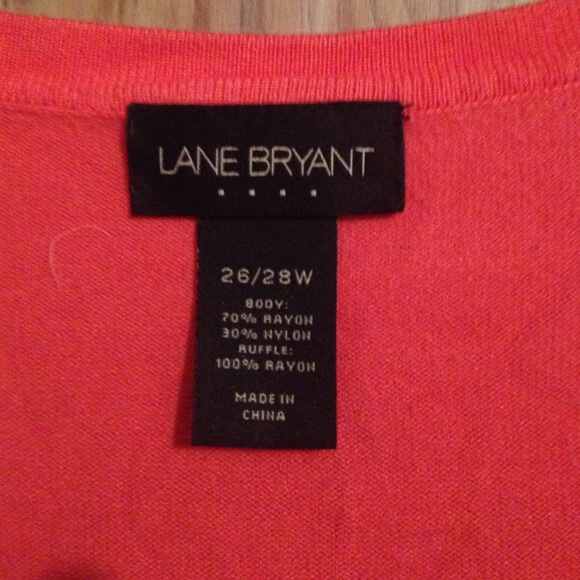 LANE BRYANT
26/28W
BODY:
70% RAYON
30% NYLON
RUFFLE:
100% RAYON
MADE IN
CHINA